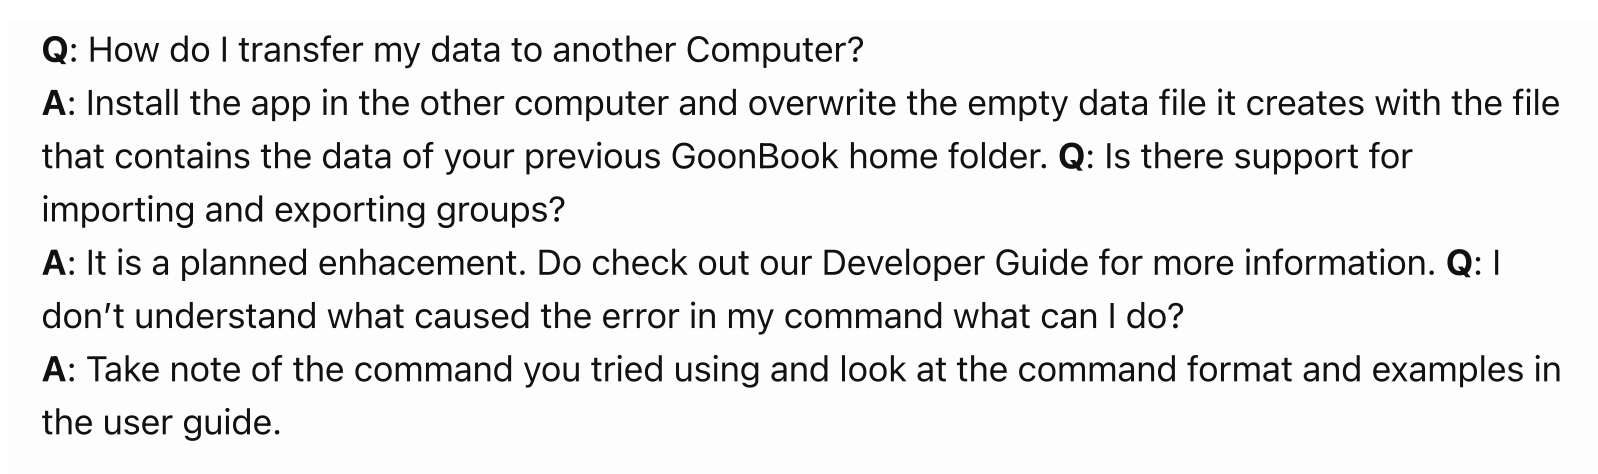 Q: How do I transfer my data to another Computer?
A: Install the app in the other computer and overwrite the empty data file it creates with the file
that contains the data of your previous GoonBook home folder. Q: Is there support for
importing and exporting groups?
A: It is a planned enhacement. Do check out our Developer Guide for more information. Q: I
don’t understand what caused the error in my command what can I do?
A: Take note of the command you tried using and look at the command format and examples in
the user guide.